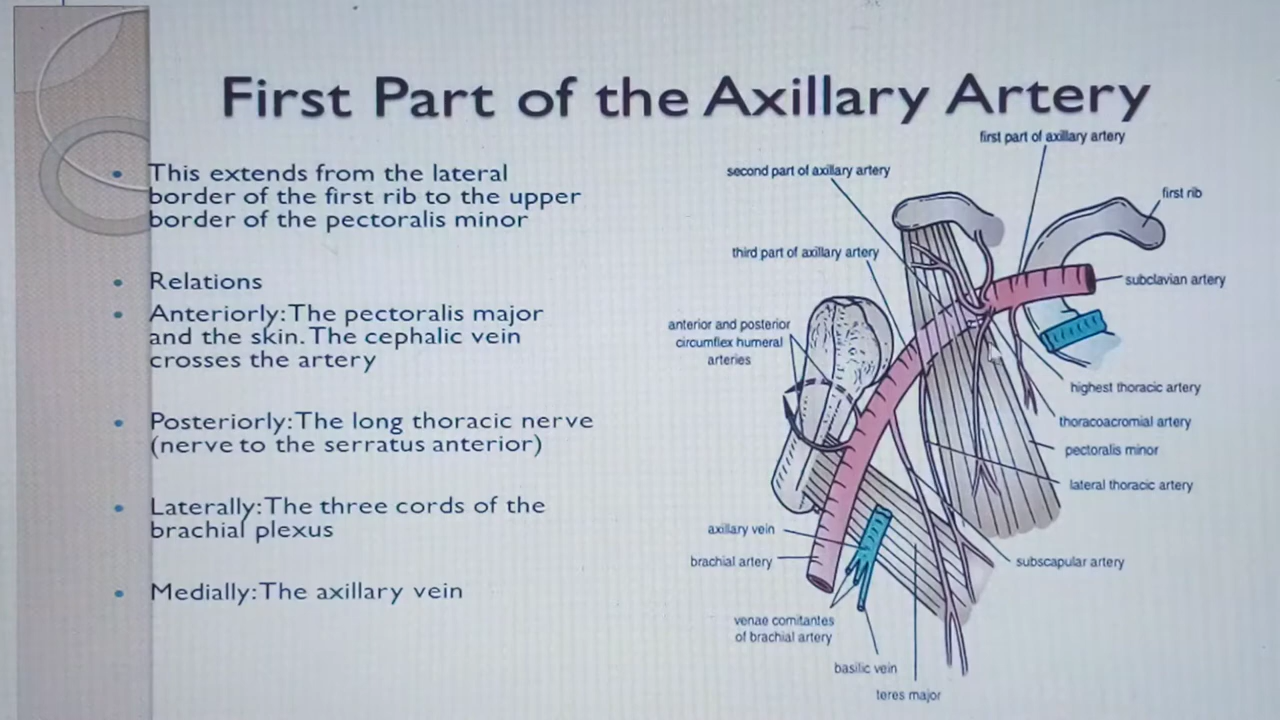 First Part of the Axillary Artery
This extends from the lateral
border of the first rib to the upper
border of the pectoralis minor
Relations
Anteriorly: The pectoralis major
and the skin. The cephalic vein
crosses the artery
Posteriorly: The long thoracic nerve
(nerve to the serratus anterior)
Laterally: The three cords of the
brachial plexus
Medially: The axillary vein
first part of axillary artery
second part of axillary artery
first rib
third part of axillary artery
subclavian artery
anterior and posterior
circumflex humeral
arteries
highest thoracic artery
thoracoacromial artery
pectoralis minor
lateral thoracic artery
axillary vein
brachial artery
subscapular artery
venae comitantes
of brachial artery
basilic vein
teres major